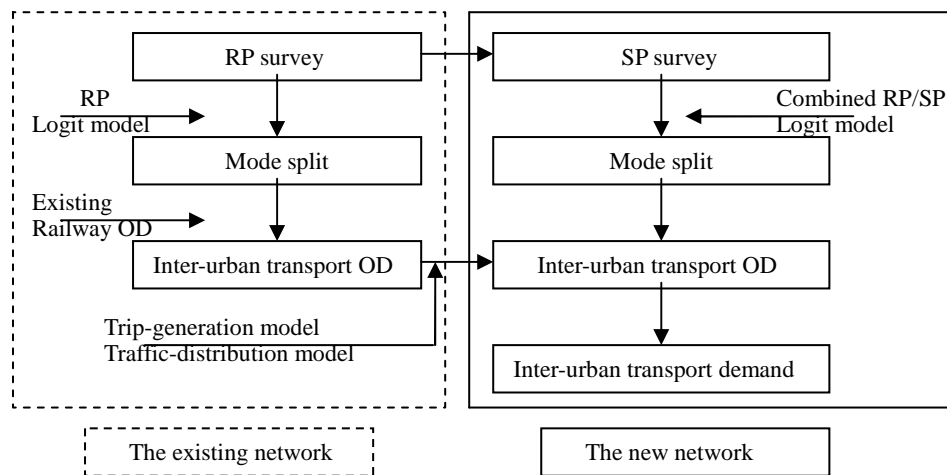 RP survey
SP survey
RP
Logit model
Combined RP/SP
Logit model
Mode split
Mode split
Existing
Railway OD
Inter-urban transport OD
Inter-urban transport OD
Trip-generation model
Traffic-distribution model
Inter-urban transport demand
The existing network
The new network